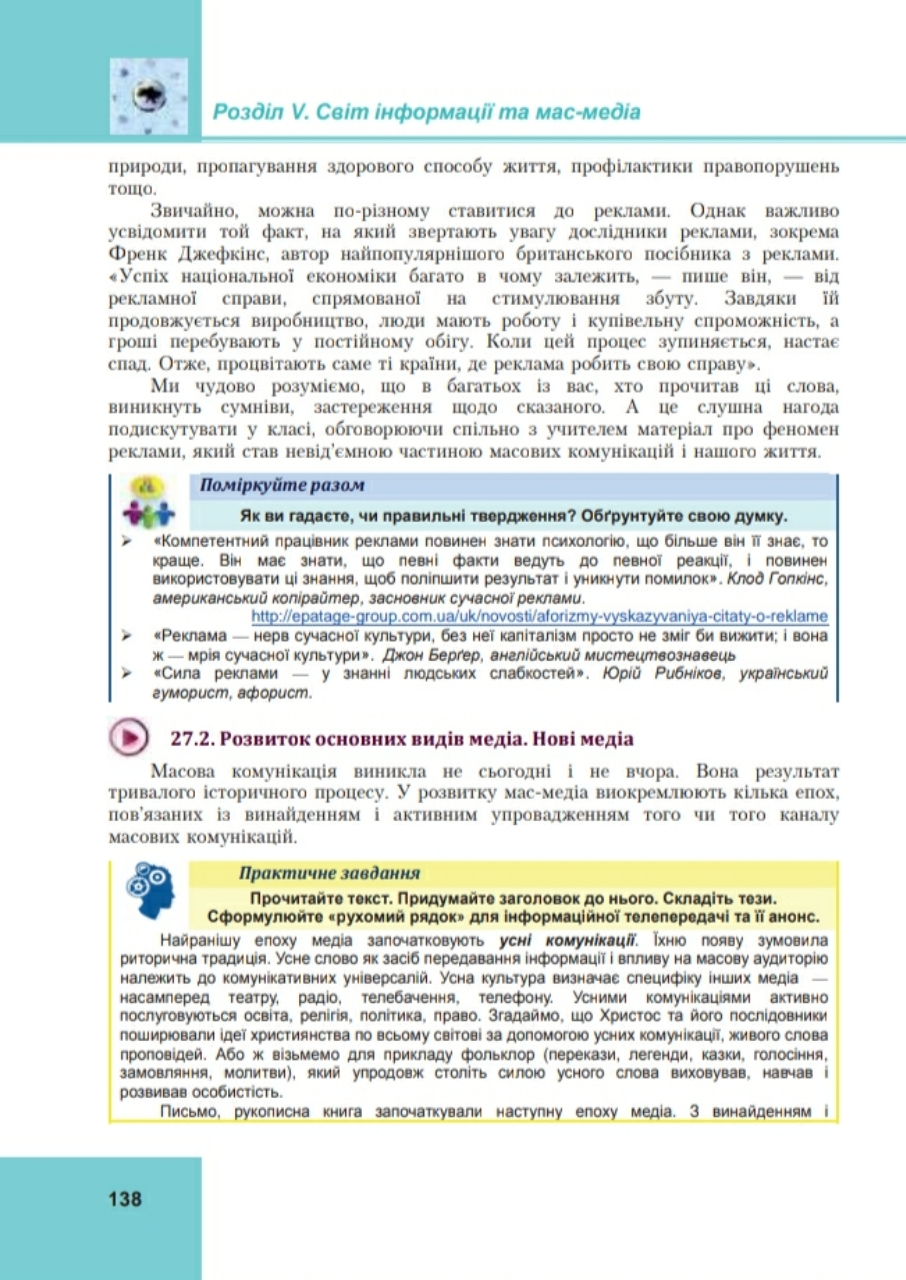 Розділ V. Світ інформації та мас-медіа
природи, пропагування здорового способу життя, профілактики правопорушень
тощо.
Звичайно, можна по-різному ставитися до реклами. Однак важливо
усвідомити той факт, на який звертають увагу дослідники реклами, зокрема
Френк Джефкінс, автор найпопулярнішого британського посібника з реклами.
«Успіх національної економіки багато в чому залежить, — пише він, — від
рекламної справи, спрямованої на стимулювання збуту. Завдяки їй
продовжується виробництво, люди мають роботу і купівельну спроможність, а
гроші перебувають у постійному обігу. Коли цей процес зупиняється, настає
спад. Отже, процвітають саме ті країни, де реклама робить свою справу».
Ми чудово розуміємо, що в багатьох із вас, хто прочитав ці слова,
виникнуть сумніви, застереження щодо сказаного. А це слушна нагода
подискутувати у класі, обговорюючи спільно з учителем матеріал про феномен
реклами, який став невід'ємною частиною масових комунікацій і нашого життя.
Поміркуйте разом
Як ви гадаєте, чи правильні твердження? Обґрунтуйте свою думку.
➢ «Компетентний працівник реклами повинен знати психологію, що більше він її знає, то
краще. Він має знати, що певні факти ведуть до певної реакції, і повинен
використовувати ці знання, щоб поліпшити результат і уникнути помилок». Клод Гопкінс,
американський копірайтер, засновник сучасної реклами.
http://epatage-group.com.ua/uk/novosti/aforizmy-vyskazyvaniya-citaty-o-reklame
➢ «Реклама — нерв сучасної культури, без неї капіталізм просто не зміг би вижити; і вона
ж — мрія сучасної культури». Джон Берґер, англійський мистецтвознавець
➢ «Сила реклами — у знанні людських слабкостей». Юрій Рибніков, український
гуморист, афорист.
27.2. Розвиток основних видів медіа. Нові медіа
Масова комунікація виникла не сьогодні і не вчора. Вона результат
тривалого історичного процесу. У розвитку мас-медіа виокремлюють кілька епох,
пов'язаних із винайденням і активним упровадженням того чи того каналу
масових комунікацій.
Практичне завдання
Прочитайте текст. Придумайте заголовок до нього. Складіть тези.
Сформулюйте «рухомий рядок» для інформаційної телепередачі та її анонс.
Найранішу епоху медіа започатковують усні комунікації. Їхню появу зумовила
риторична традиція. Усне слово як засіб передавання інформації і впливу на масову аудиторію
належить до комунікативних універсалій. Усна культура визначає специфіку інших медіа —
насамперед театру, радіо, телебачення, телефону. Усними комунікаціями активно
послуговуються освіта, релігія, політика, право. Згадаймо, що Христос та його послідовники
поширювали ідеї християнства по всьому світові за допомогою усних комунікації, живого слова
проповідей. Або ж візьмемо для прикладу фольклор (перекази, легенди, казки, голосіння,
замовляння, молитви), який упродовж століть силою усного слова виховував, навчав і
розвивав особистість.
Письмо, рукописна книга започаткували наступну епоху медіа. З винайденням і
138